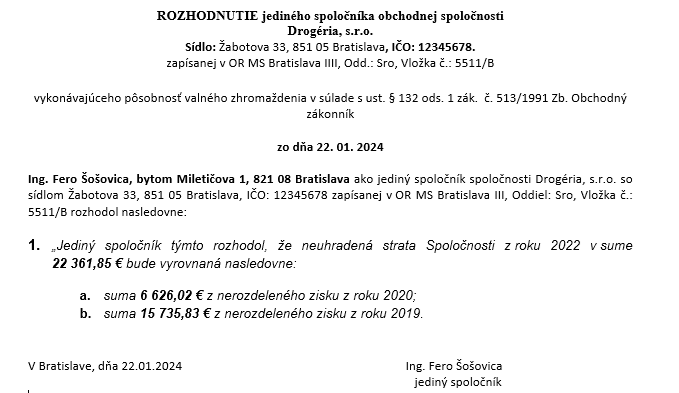 ROZHODNUTIE jediného spoločníka obchodnej spoločnosti
Drogéria, s.r.o.
Sídlo: Žabotova 33, 851 05 Bratislava, IČO: 12345678.
zapísanej v OR MS Bratislava IIII, Odd.: Sro, Vložka č.: 5511/B
vykonávajúceho pôsobnosť valného zhromaždenia v súlade s ust. § 132 ods. 1 zák. č. 513/1991 Zb. Obchodný
zákonník
zo dňa 22. 01. 2024
Ing. Fero Šošovica, bytom Miletičova 1, 821 08 Bratislava ako jediný spoločník spoločnosti Drogéria, s.r.o. so
sídlom Žabotova 33, 851 05 Bratislava, IČO: 12345678 zapísanej v OR MS Bratislava III, Oddiel: Sro, Vložka č.:
5511/B rozhodol nasledovne:
1. „Jediný spoločník týmto rozhodol, že neuhradená strata Spoločnosti z roku 2022 v sume
22 361,85 € bude vyrovnaná nasledovne:
a. suma 6 626,02 € z nerozdeleného zisku z roku 2020;
b. suma 15 735,83 € z nerozdeleného zisku z roku 2019.
V Bratislave, dňa 22.01.2024 Ing. Fero Šošovica
jediný spoločník